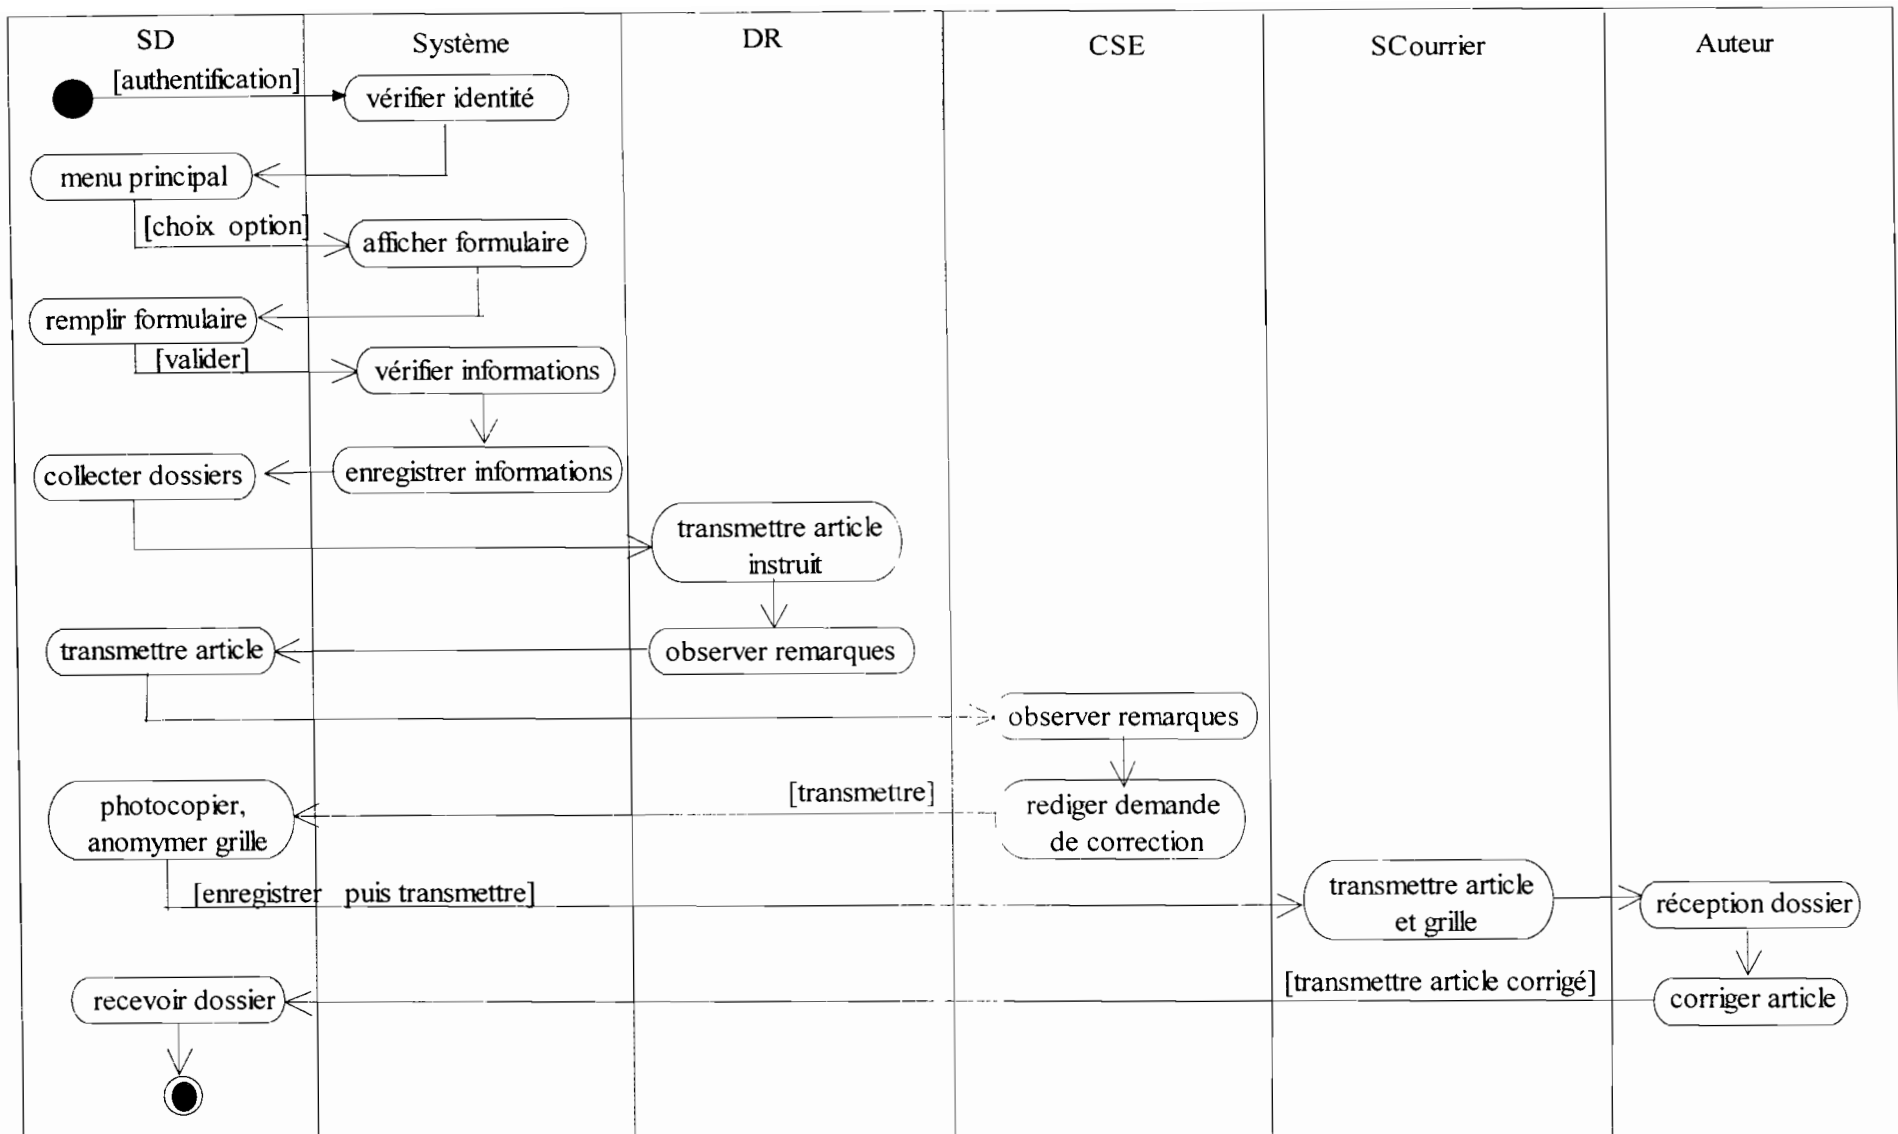 SD
Système
DR
CSE
SCourrier
Auteur
[authentification]
vérifier identité
menu principal
[choix option]
afficher formulaire
remplir formulaire
[valider]
vérifier informations
collecter dossiers
enregistrer informations
transmettre article
instruit
transmettre article
observer remarques
observer remarques
[transmettre]
photocopier,
anomymer grille
rediger demande
de correction
[enregistrer puis transmettre]
transmettre article
et grille
réception dossier
[transmettre article corrigé]
recevoir dossier
corriger article